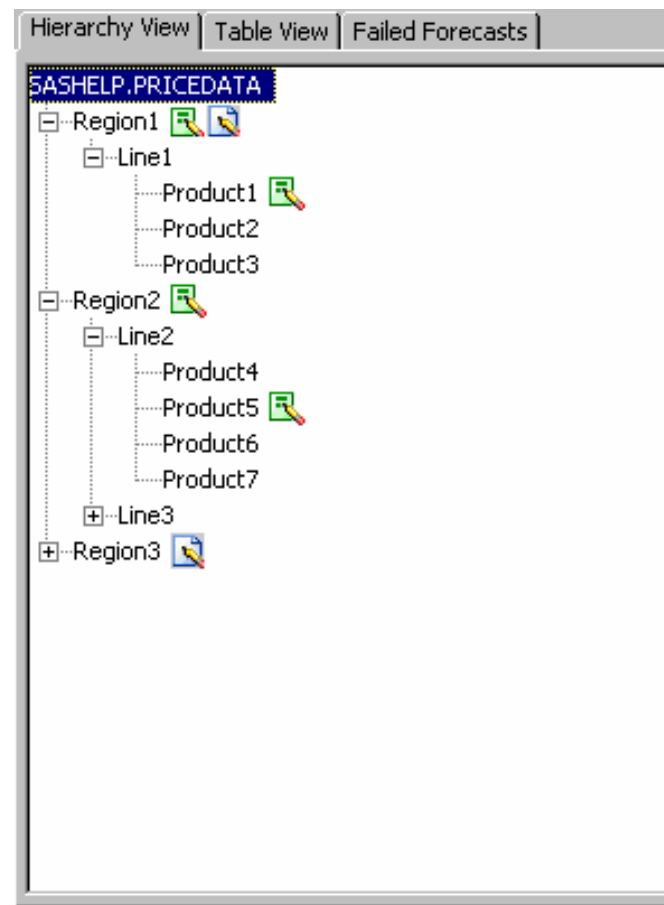 Hierarchy View Table View Failed Forecasts
SASHELP.PRICEDATA
Region1
Line1
Product1
Product2
Product3
Region2
Line2
Product4
Product5
Product6
Product7
Line3
Region3